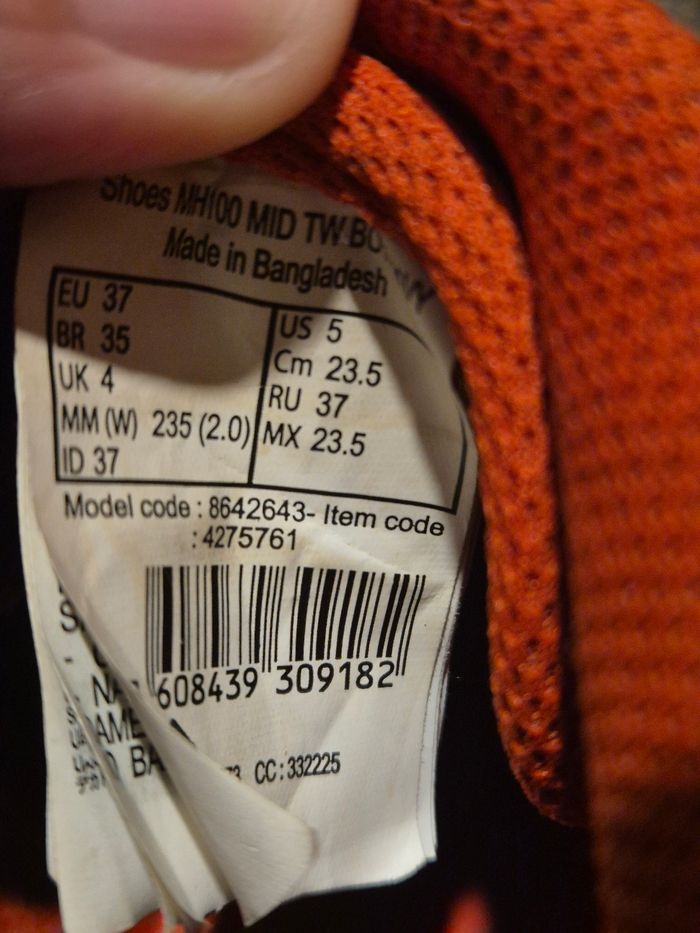 Shoes MH100 MID TW
Made in Bangladesh
EU 37
BR 35
UK 4
MM (W) 235 (2.0)
ID 37
US 5
Cm 23.5
RU 37
MX 23.5
Model code : 8642643- Item code
: 4275761
608439 309182
CC:332225